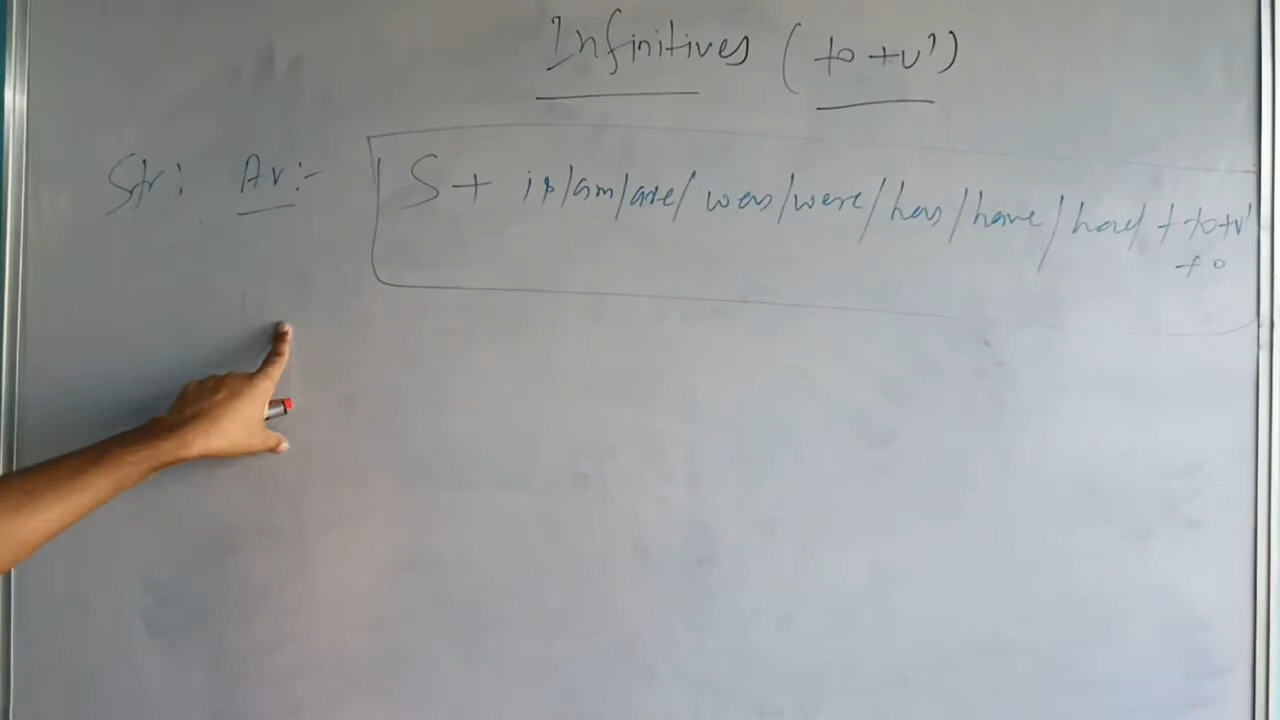 Infinitives (to +v¹)
Str: Av:- S + is/am/are/ was/were/has/have/had + to+v¹
+ o